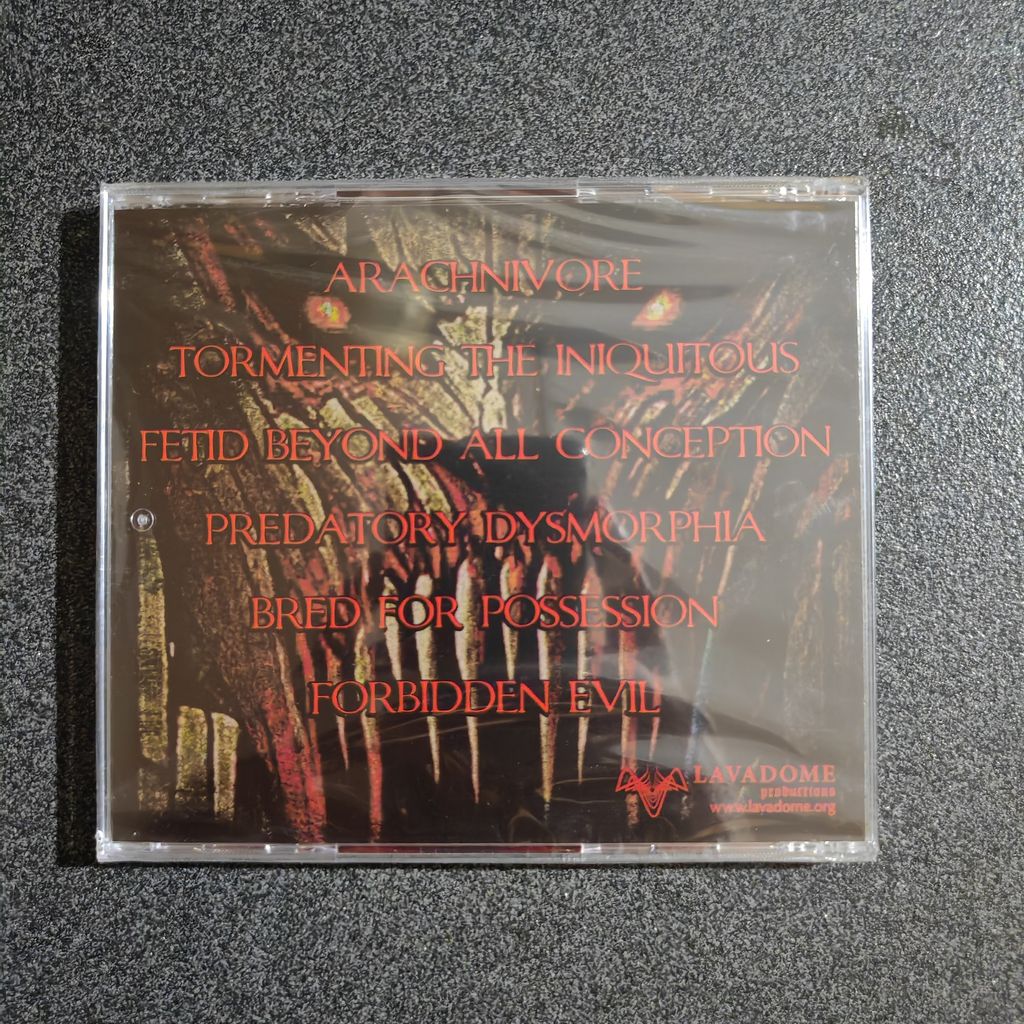 ARACHNIVORE
TORMENTING THE INIQUITOUS
FETID BEYOND ALL CONCEPTION
PREDATORY DYSMORPHIA
BRED FOR POSSESSION
FORBIDDEN EVIL
LAVADOME
productions
www.lavadome.org